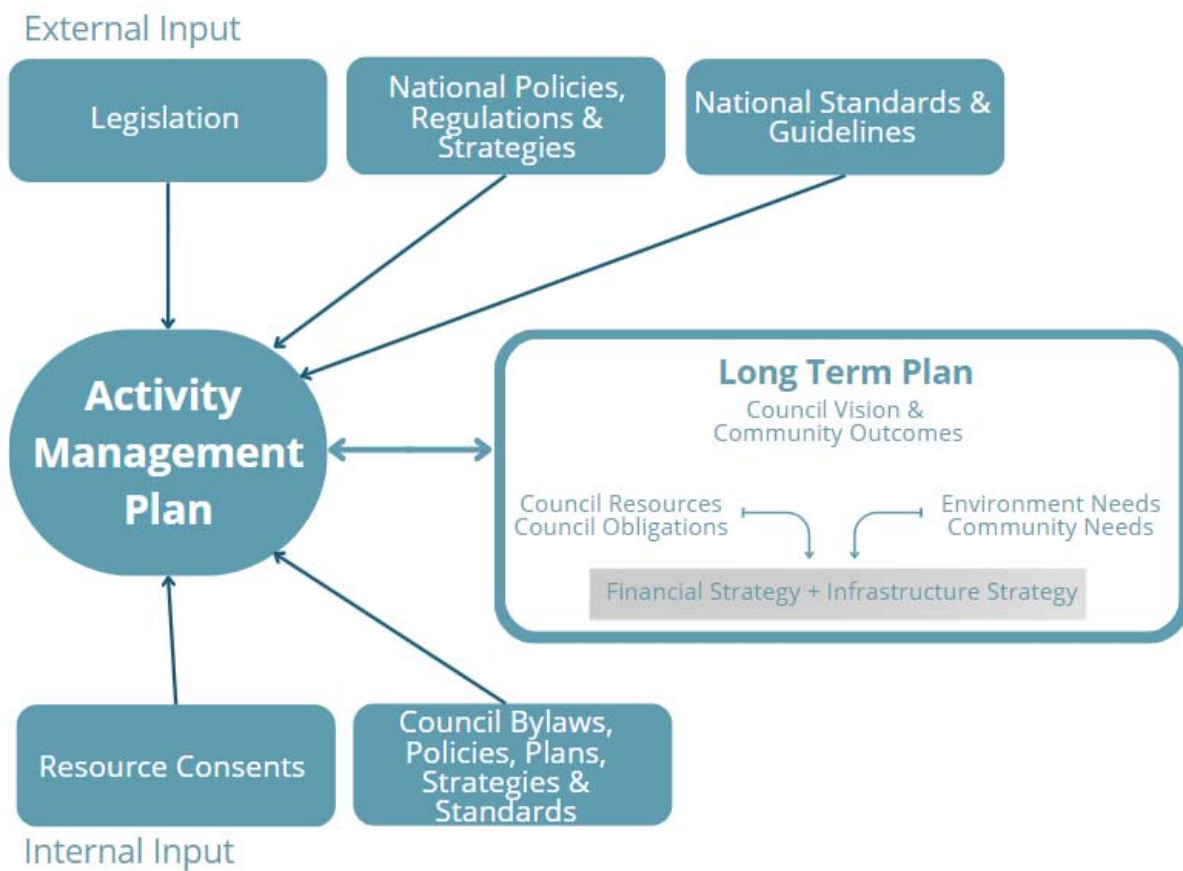 External Input
Legislation
National Policies,
Regulations &
Strategies
National Standards &
Guidelines
Activity
Management
Plan
Long Term Plan
Council Vision &
Community Outcomes
Council Resources
Council Obligations
Environment Needs
Community Needs
Financial Strategy + Infrastructure Strategy
Resource Consents
Council Bylaws,
Policies, Plans,
Strategies &
Standards
Internal Input